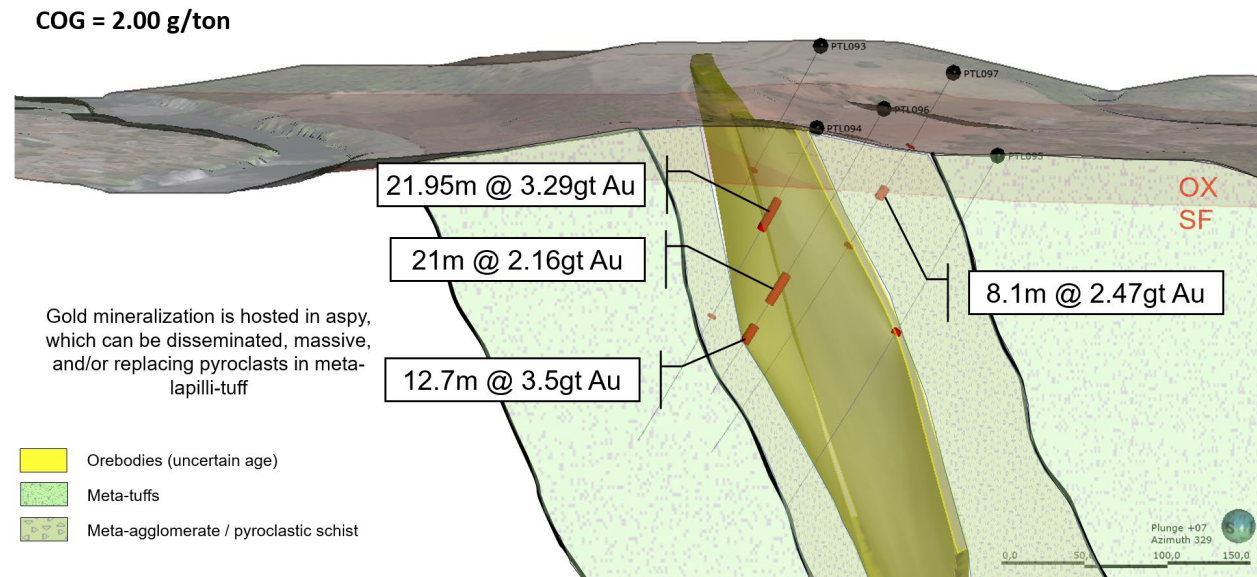 COG = 2.00 g/ton
PTL093
PTL097
PTL096
PTL094
PTL095
21.95m @ 3.29gt Au
OX
SF
21m @ 2.16gt Au
8.1m @ 2.47gt Au
Gold mineralization is hosted in aspy,
which can be disseminated, massive,
and/or replacing pyroclasts in meta-
lapilli-tuff
12.7m @ 3.5gt Au
Orebodies (uncertain age)
Meta-tuffs
Meta-agglomerate / pyroclastic schist
Plunge +07
Azimuth 329
S
0,0 50,0 100,0 150,0